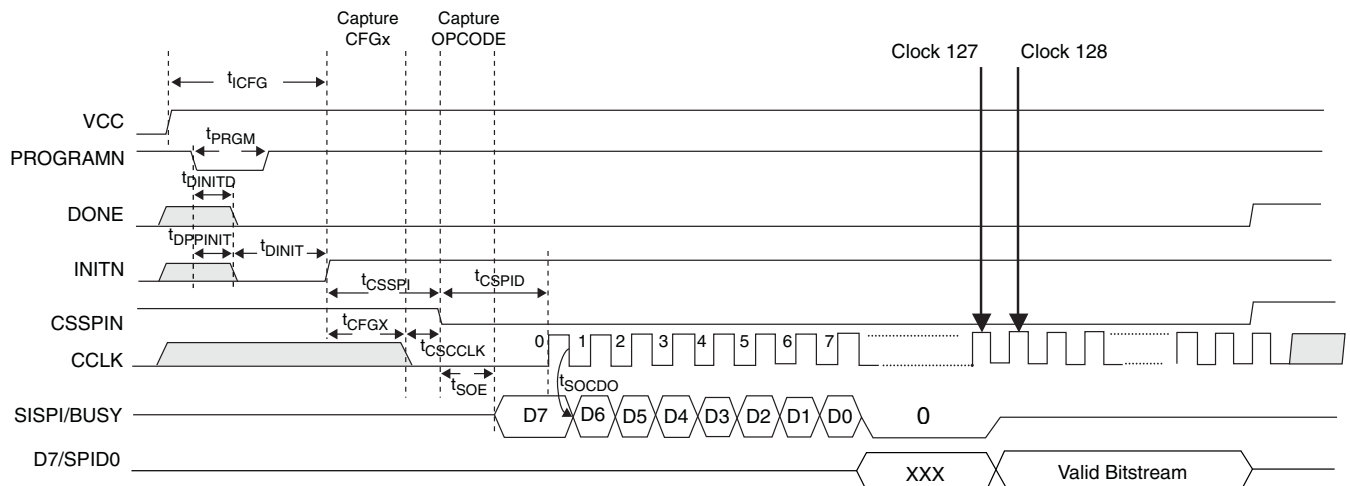 Capture
CFGx
Capture
OPCODE
Clock 127
Clock 128
tICFG
VCC
tPRGM
PROGRAMN
tDINITD
DONE
tDPPINIT
tDINIT
INITN
tCSSPI
tCSPID
CSSPIN
tCFGX
tCSCCLK
0 1 2 3 4 5 6 7
CCLK
tSOE
tSOCDO
SISPI/BUSY
D7 D6 D5 D4 D3 D2 D1 D0 0
D7/SPID0
XXX
Valid Bitstream